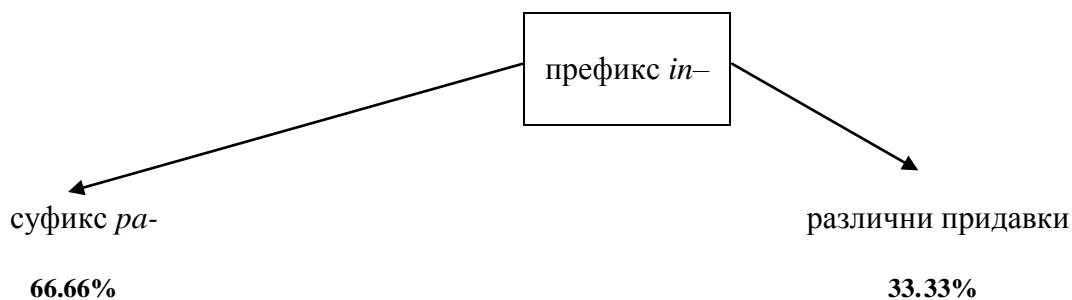 префикс in–
суфикс ра-
различни придавки
66.66%
33.33%